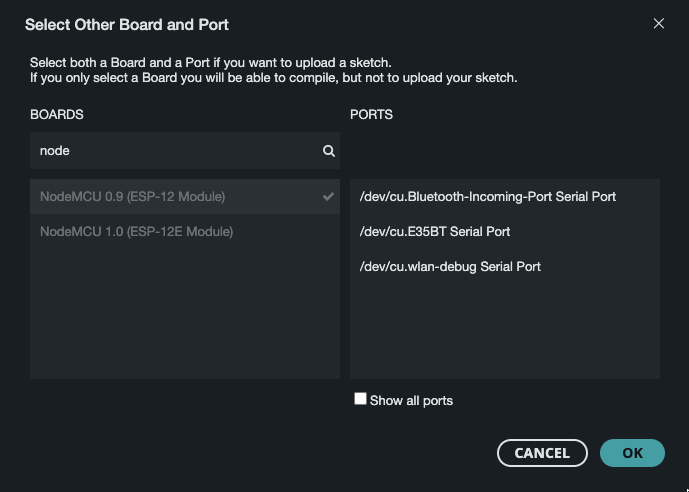 Select Other Board and Port
Select both a Board and a Port if you want to upload a sketch.
If you only select a Board you will be able to compile, but not to upload your sketch.
BOARDS
PORTS
node
NodeMCU 0.9 (ESP-12 Module)
NodeMCU 1.0 (ESP-12E Module)
/dev/cu.Bluetooth-Incoming-Port Serial Port
/dev/cu.E35BT Serial Port
/dev/cu.wlan-debug Serial Port
Show all ports
CANCEL
OK